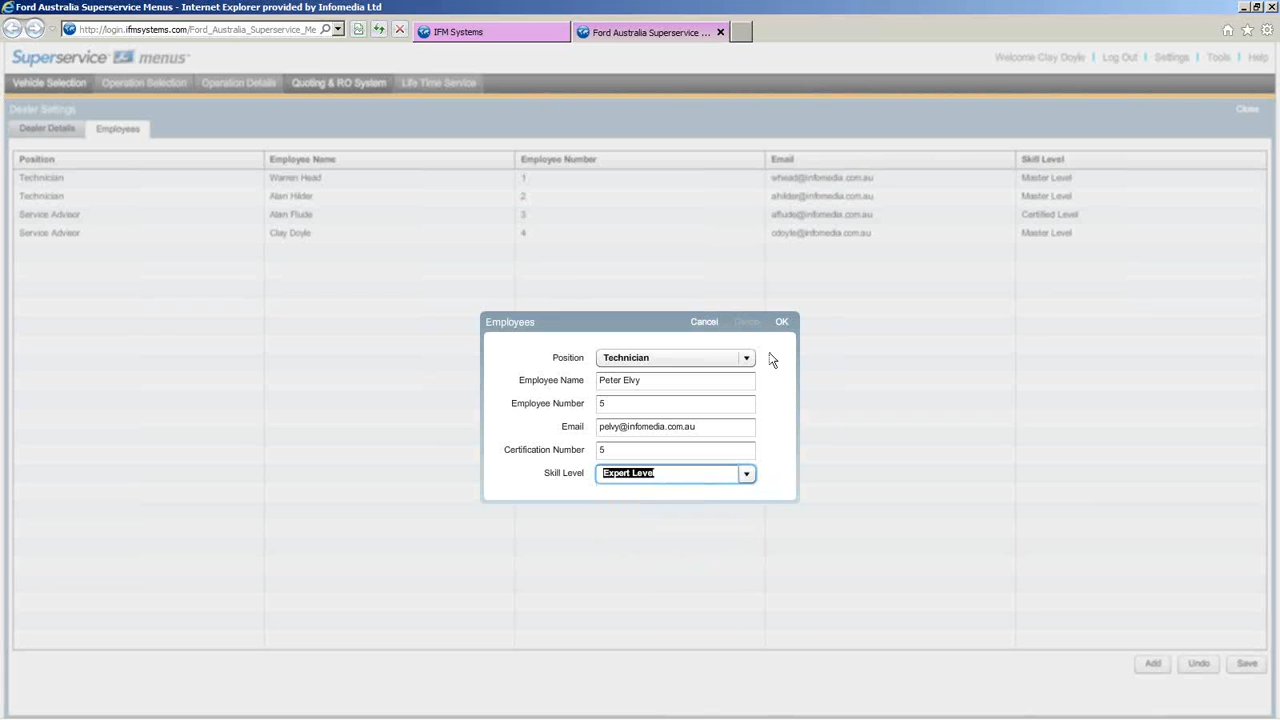 Ford Australia Superservice Menus - Internet Explorer provided by Infomedia Ltd
http://login.ifmsystems.com/Ford_Australia_Superservice_Me
IFM Systems
Ford Australia Superservice ...
Superservice menus
Welcome Clay Doyle | Log Out | Settings | Tools | Help
Vehicle Selection Operation Selection Operation Details Quoting & RO System Life Time Service
Dealer Settings Close
Dealer Details Employees
Position Employee Name Employee Number Email Skill Level
Technician Warren Head 1 whead@infomedia.com.au Master Level
Technician Alan Hilder 2 ahilder@infomedia.com.au Master Level
Service Advisor Alan Flude 3 aflude@infomedia.com.au Certified Level
Service Advisor Clay Doyle 4 cdoyle@infomedia.com.au Master Level
Employees Cancel Delete OK
Position Technician
Employee Name Peter Elvy
Employee Number 5
Email pelvy@infomedia.com.au
Certification Number 5
Skill Level Expert Level
Add Undo Save